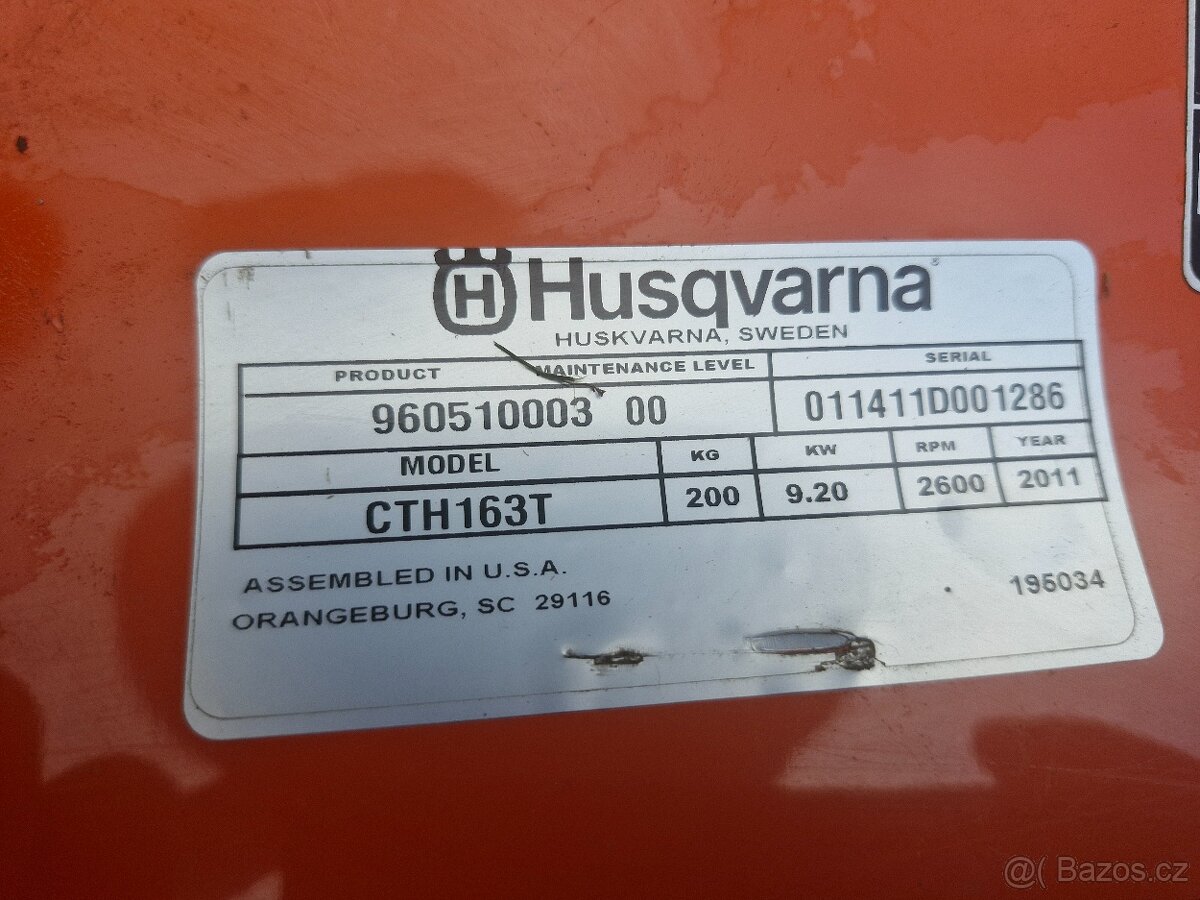 H Husqvarna®
HUSKVARNA, SWEDEN
PRODUCT MAINTENANCE LEVEL SERIAL
960510003 00 011411D001286
MODEL KG KW RPM YEAR
CTH163T 200 9.20 2600 2011
ASSEMBLED IN U.S.A.
ORANGEBURG, SC 29116
195034
@( Bazos.cz